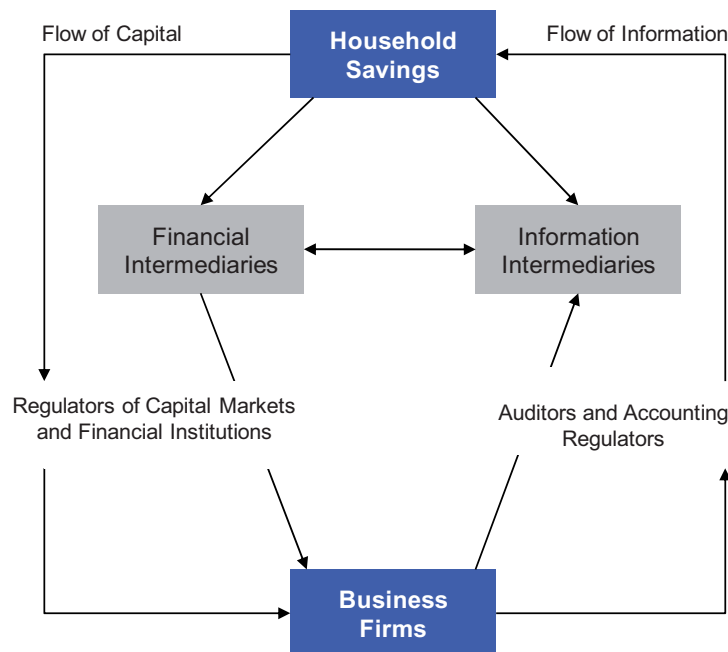 Flow of Capital
Household
Savings
Flow of Information
Financial
Intermediaries
Information
Intermediaries
Regulators of Capital Markets
and Financial Institutions
Auditors and Accounting
Regulators
Business
Firms